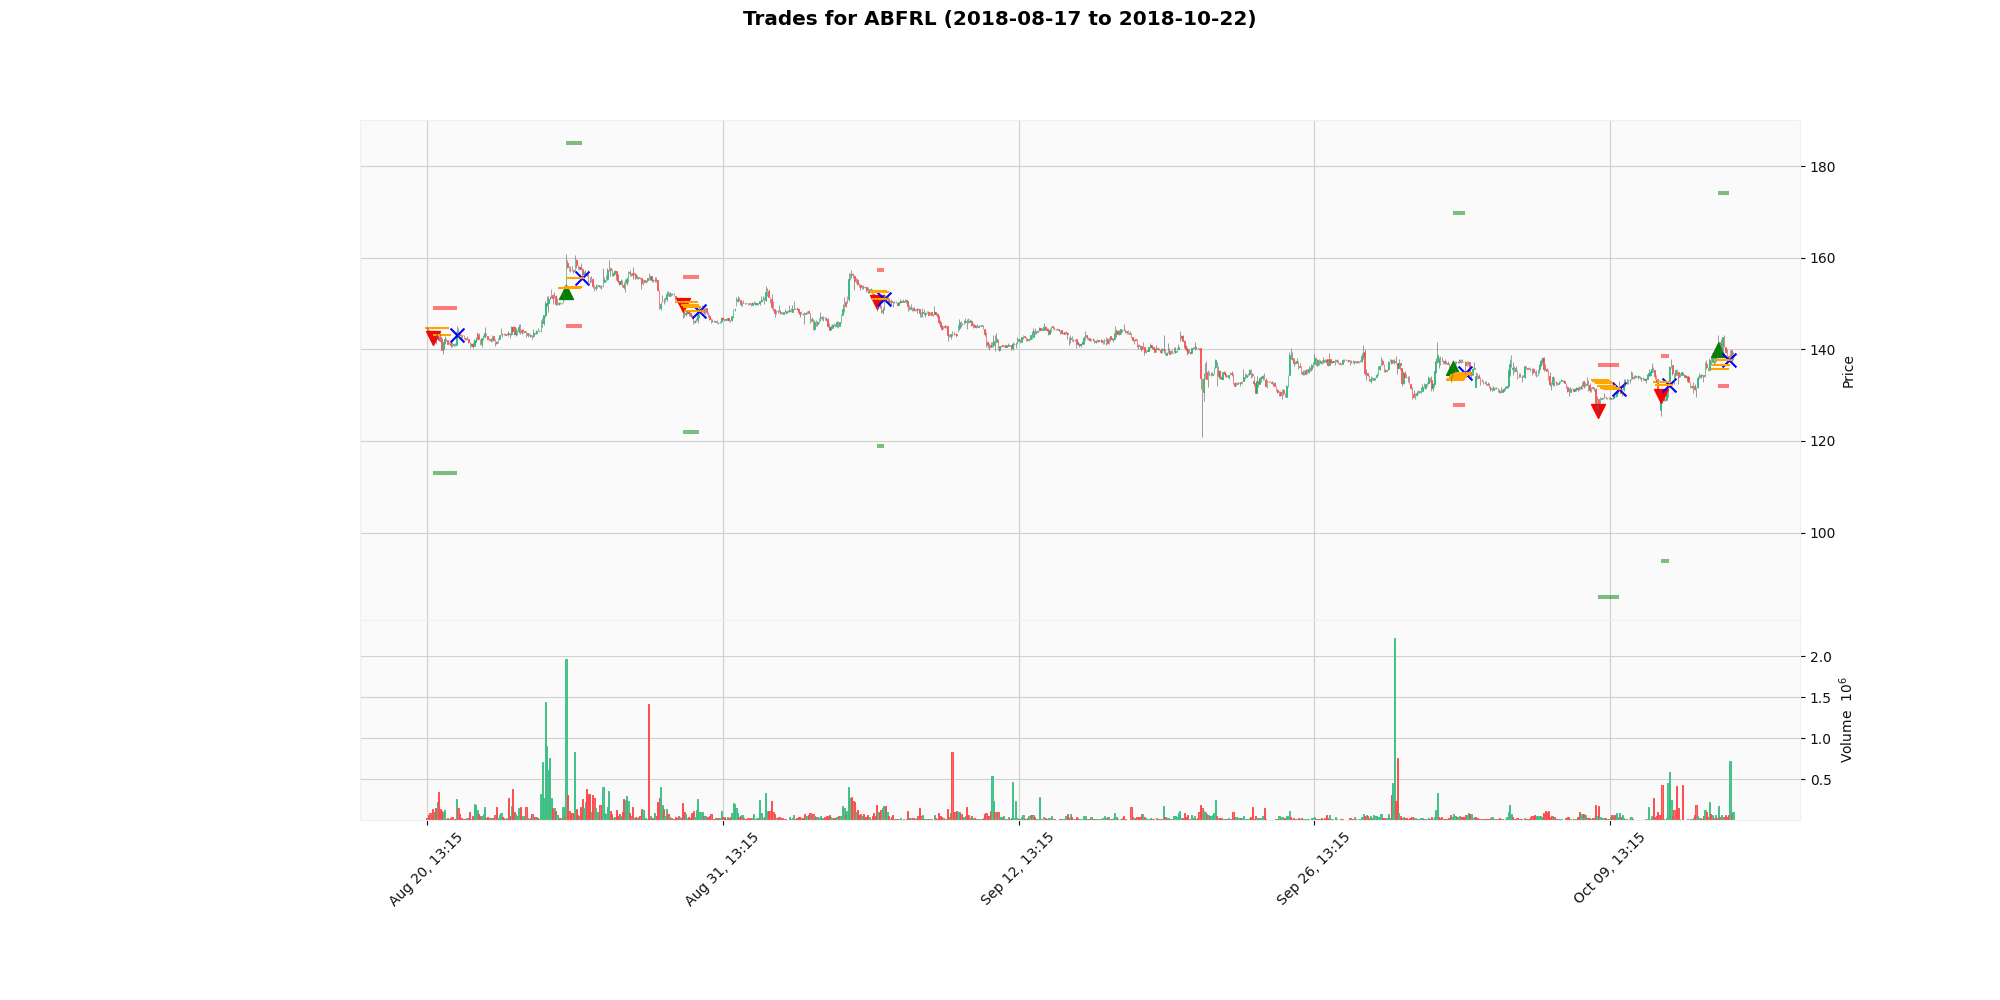 Trades for ABFRL (2018-08-17 to 2018-10-22)
180
160
140
120
100
Price
2.0
1.5
1.0
0.5
Volume 10^6
Aug 20, 13:15
Aug 31, 13:15
Sep 12, 13:15
Sep 26, 13:15
Oct 09, 13:15